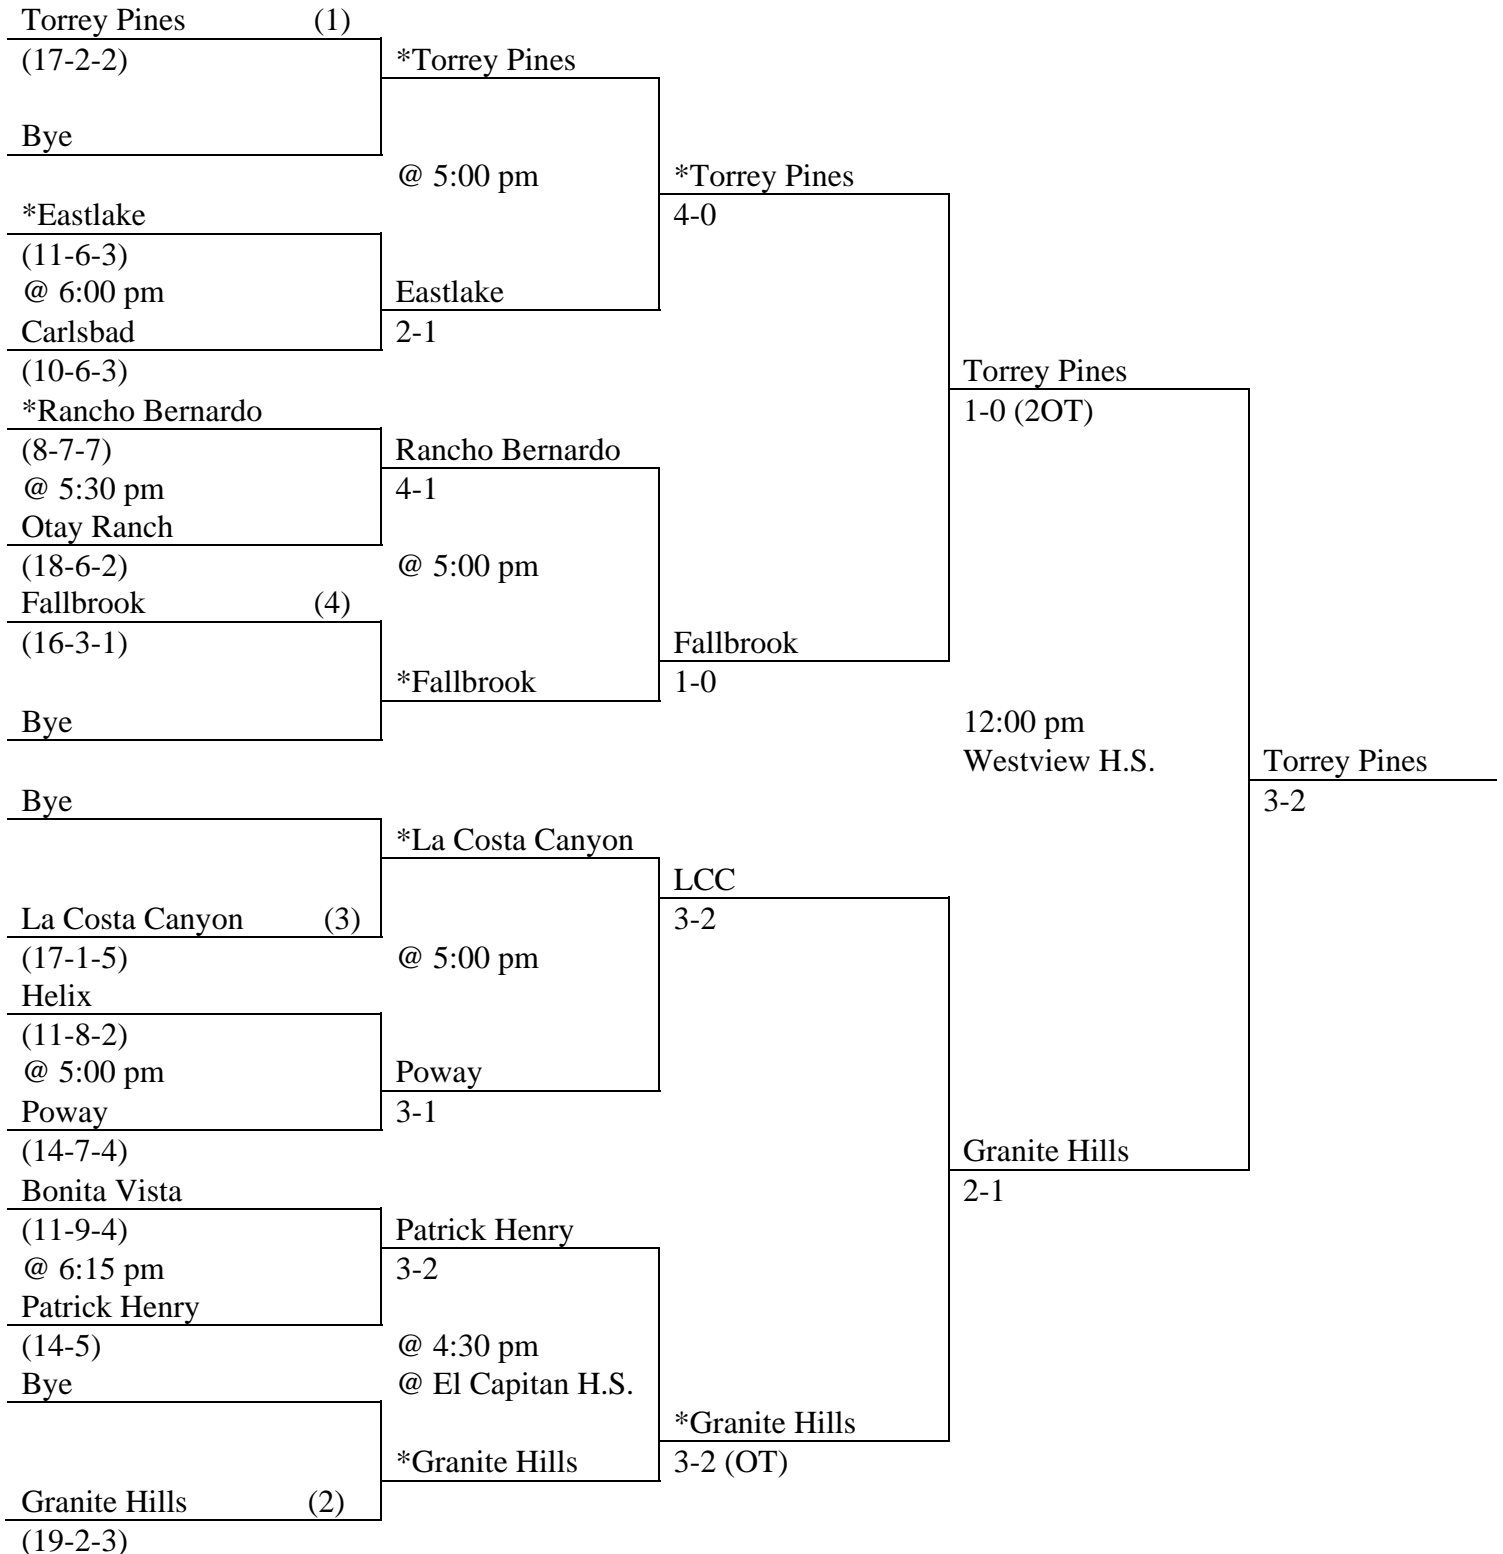 Torrey Pines (1)
(17-2-2)
*Torrey Pines
Bye
@ 5:00 pm
*Torrey Pines
*Eastlake
4-0
(11-6-3)
@ 6:00 pm
Eastlake
Carlsbad
2-1
(10-6-3)
Torrey Pines
*Rancho Bernardo
1-0 (2OT)
(8-7-7)
Rancho Bernardo
@ 5:30 pm
4-1
Otay Ranch
(18-6-2)
@ 5:00 pm
Fallbrook (4)
(16-3-1)
Fallbrook
*Fallbrook
1-0
Bye
12:00 pm
Westview H.S.
Torrey Pines
Bye
3-2
*La Costa Canyon
LCC
La Costa Canyon (3)
3-2
(17-1-5)
@ 5:00 pm
Helix
(11-8-2)
@ 5:00 pm
Poway
Poway
3-1
(14-7-4)
Granite Hills
Bonita Vista
2-1
(11-9-4)
Patrick Henry
@ 6:15 pm
3-2
Patrick Henry
(14-5)
@ 4:30 pm
Bye
@ El Capitan H.S.
*Granite Hills
*Granite Hills
3-2 (OT)
Granite Hills (2)
(19-2-3)